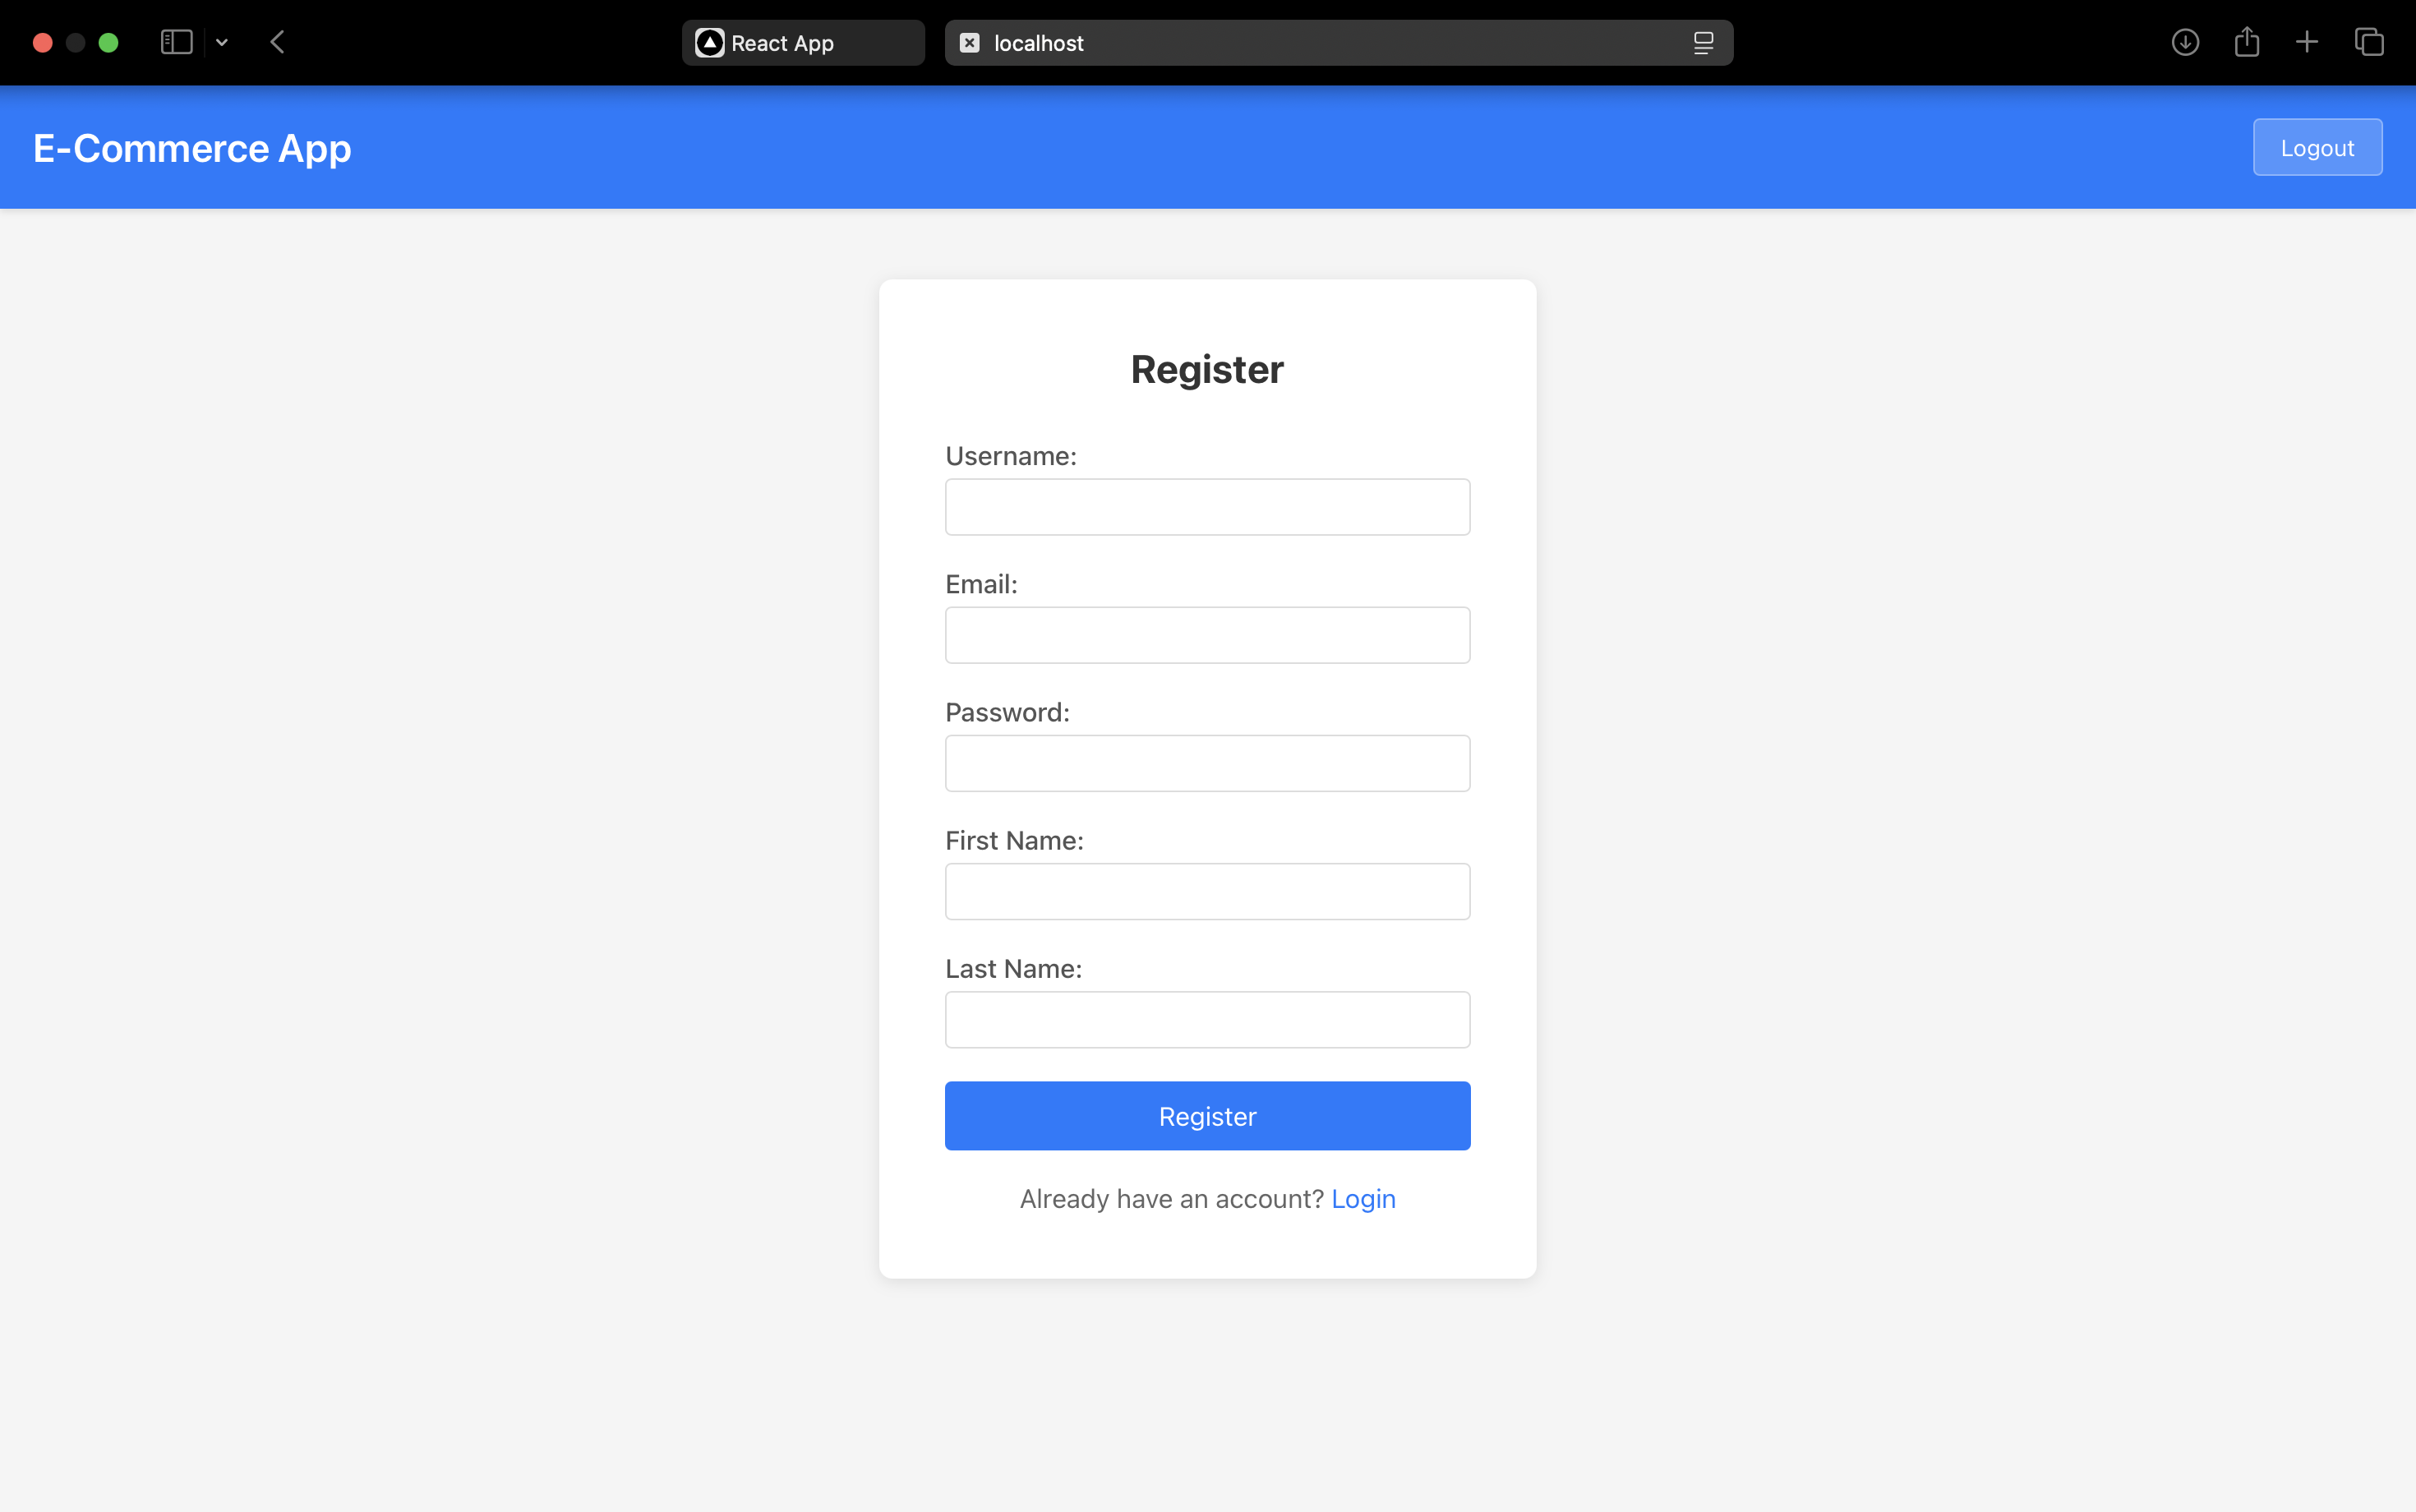 React App
localhost
E-Commerce App
Logout
Register
Username:
Email:
Password:
First Name:
Last Name:
Register
Already have an account? Login